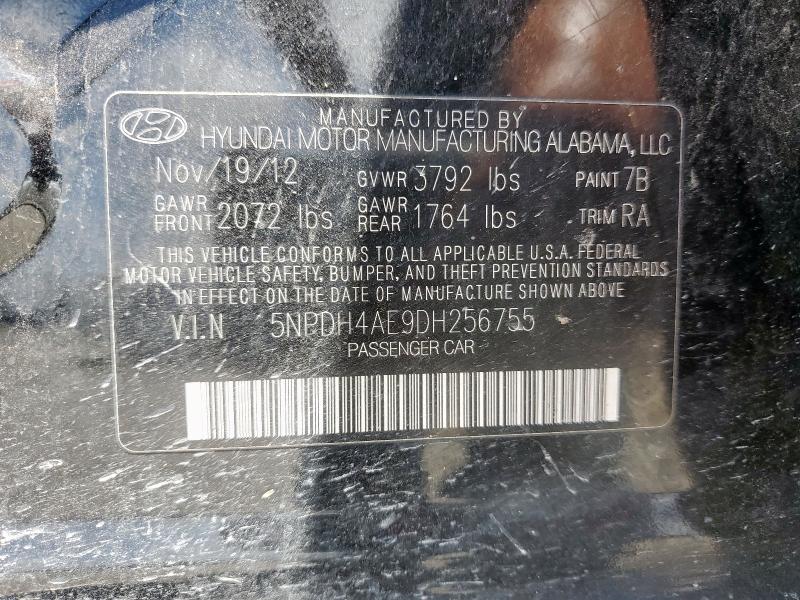 MANUFACTURED BY
HYUNDAI MOTOR MANUFACTURING ALABAMA, LLC
Nov/19/12 GVWR 3792 lbs PAINT 7B
GAWR FRONT 2072 lbs GAWR REAR 1764 lbs TRIM RA
THIS VEHICLE CONFORMS TO ALL APPLICABLE U.S.A. FEDERAL
MOTOR VEHICLE SAFETY, BUMPER, AND THEFT PREVENTION STANDARDS
IN EFFECT ON THE DATE OF MANUFACTURE SHOWN ABOVE
V.I.N 5NPDH4AE9DH256755
PASSENGER CAR